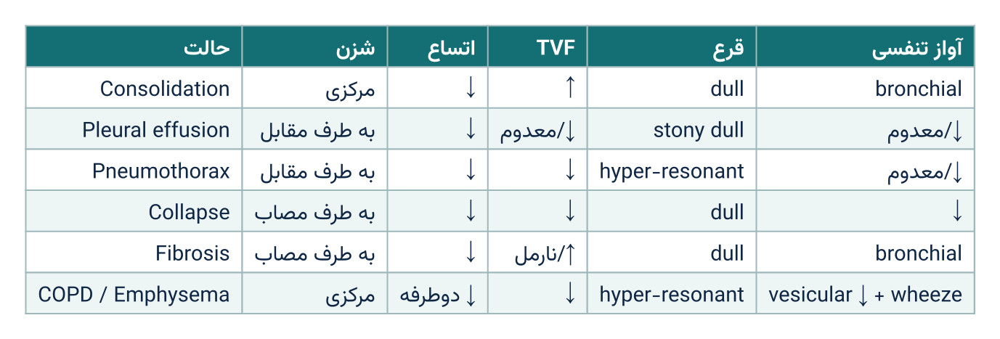 حالت | شزن | اتساع | TVF | قرع | آواز تنفسی
Consolidation | مرکزی | ↓ | ↑ | dull | bronchial
Pleural effusion | به طرف مقابل | ↓ | ↓/معدوم | stony dull | ↓/معدوم
Pneumothorax | به طرف مقابل | ↓ | ↓ | hyper-resonant | ↓/معدوم
Collapse | به طرف مصاب | ↓ | ↓ | dull | ↓
Fibrosis | به طرف مصاب | ↓ | ↑/نارمل | dull | bronchial
COPD / Emphysema | مرکزی | ↓ دوطرفه | ↓ | hyper-resonant | vesicular ↓ + wheeze